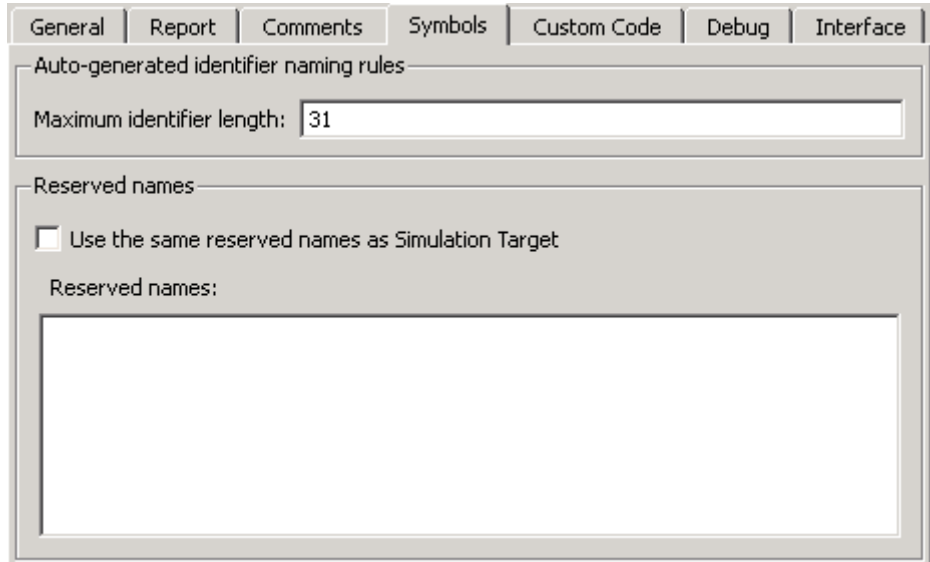 General Report Comments Symbols Custom Code Debug Interface
Auto-generated identifier naming rules
Maximum identifier length: 31
Reserved names
Use the same reserved names as Simulation Target
Reserved names: